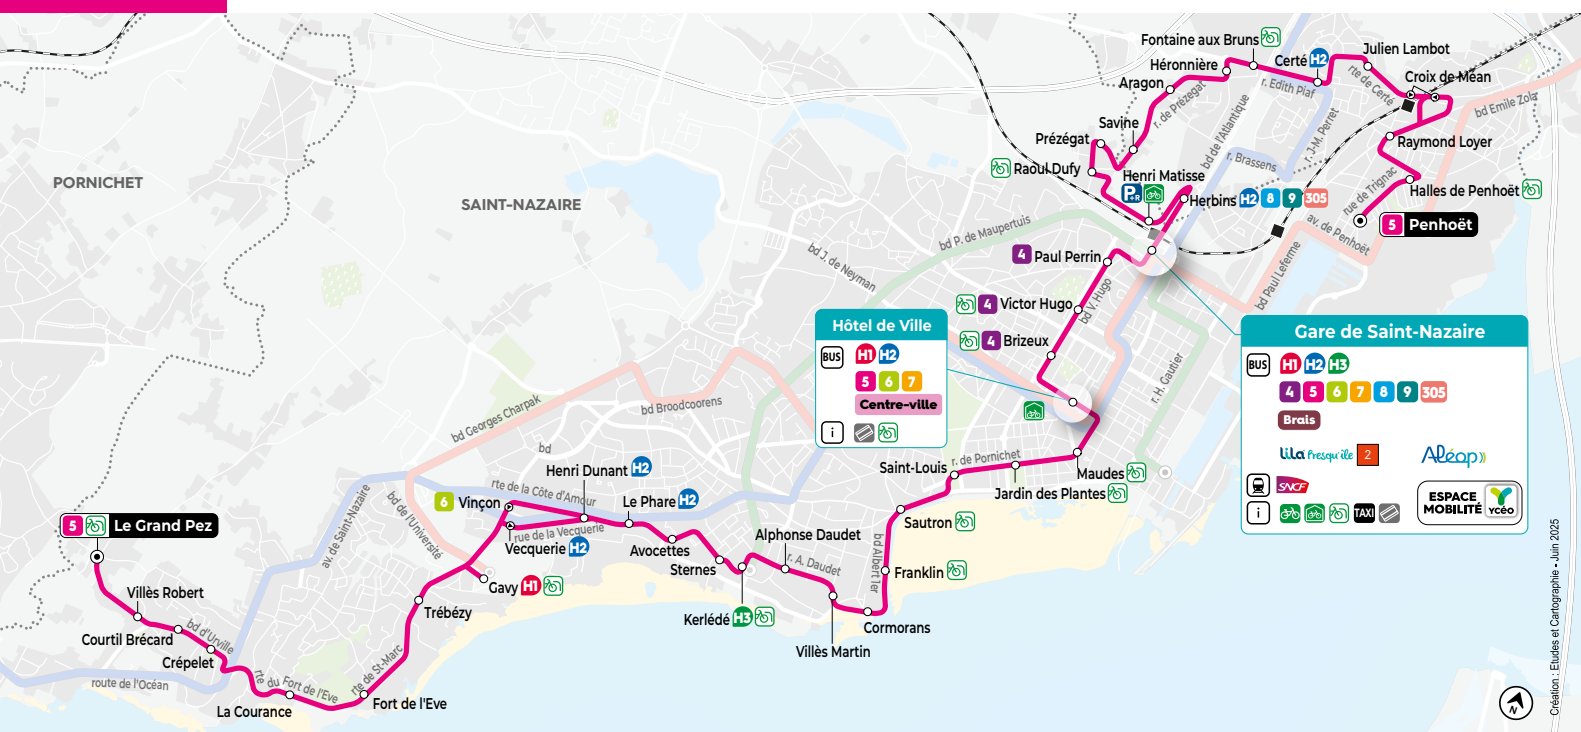 PORNICHET
SAINT-NAZAIRE
Fontaine aux Bruns
Héronnière
Aragon
Certé H2
Julien Lambot
Croix de Méan
r. Edith Piaf
rte de Certé
bd Emile Zola
r. de Prézegat
Savine
Prézégat
Raoul Dufy
bd de l'Atlantique
r. J-M. Perret
r. Brassens
Raymond Loyer
Halles de Penhoët
rue de Trignac
av. de Penhoët
5 Penhoët
Henri Matisse
P+R
Herbins H2 8 9 305
bd P. de Maupertuis
bd J. de Neyman
4 Paul Perrin
bd V. Hugo
4 Victor Hugo
4 Brizeux
bd Paul Leferme
r. H. Gautier
Hôtel de Ville
BUS H1 H2
5 6 7
Centre-ville
i
Gare de Saint-Nazaire
BUS H1 H2 H3
4 5 6 7 8 9 305
Brais
Lila Presqu'île 2
Aléop
SNCF
i TAXI
ESPACE
MOBILITÉ
YCéO
bd Georges Charpak
bd Broodcoorens
bd
Saint-Louis
r. de Pornichet
Maudes
Jardin des Plantes
Sautron
Franklin
bd Albert 1er
Cormorans
Villès Martin
Alphonse Daudet
r. A. Daudet
Kerlédé H3
Sternes
Avocettes
Le Phare H2
Henri Dunant H2
rte de la Côte d'Amour
rue de la Vecquerie
6 Vinçon
Vecquerie H2
Gavy H1
bd de l'Université
av. de Saint-Nazaire
Trébézy
rte de St-Marc
Fort de l'Eve
rte du Fort de l'Eve
La Courance
Crépelet
bd d'Urville
Courtil Brécard
Villès Robert
5 Le Grand Pez
route de l'Océan
N
Création : Etudes et Cartographie - Juin 2025